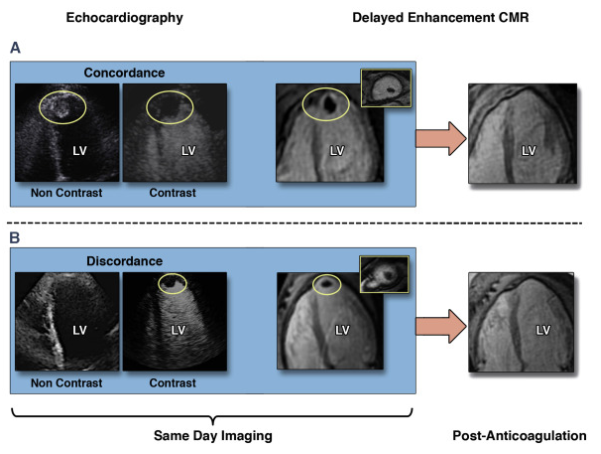 Echocardiography Delayed Enhancement CMR
A
Concordance
LV LV LV LV
Non Contrast Contrast
B
Discordance
LV LV LV LV
Non Contrast Contrast
Same Day Imaging Post-Anticoagulation